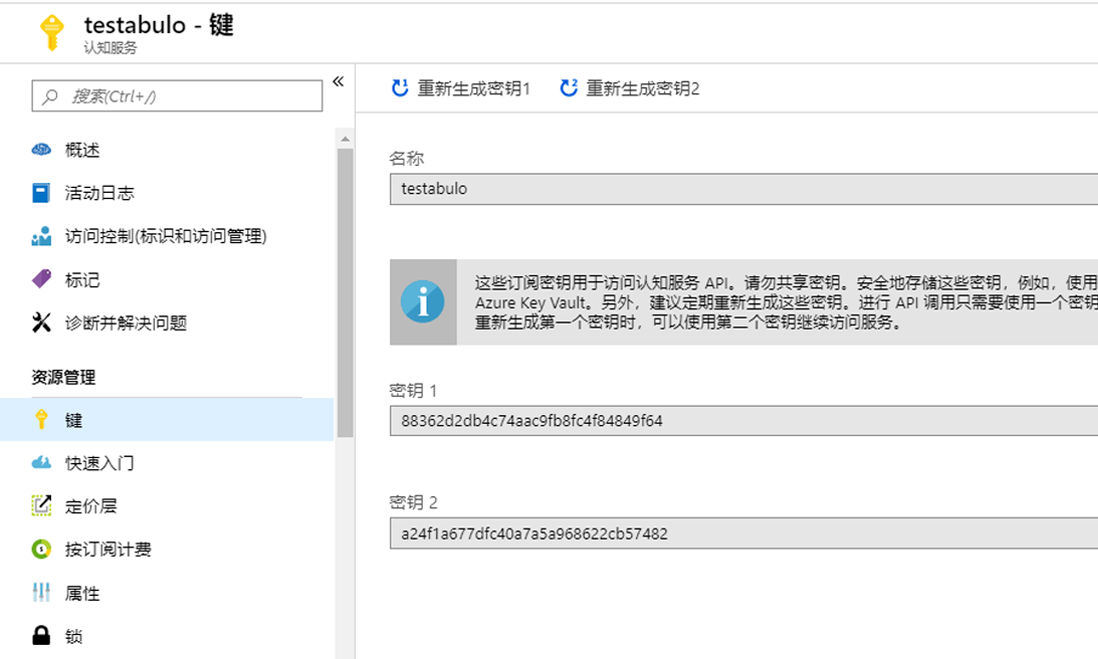 testabulo - 键
认知服务
搜索(Ctrl+/)
«
概述
活动日志
访问控制(标识和访问管理)
标记
诊断并解决问题
资源管理
键
快速入门
定价层
按订阅计费
属性
锁
重新生成密钥1
重新生成密钥2
名称
testabulo
这些订阅密钥用于访问认知服务 API。请勿共享密钥。安全地存储这些密钥，例如，使用
Azure Key Vault。另外，建议定期重新生成这些密钥。进行 API 调用只需要使用一个密钥
重新生成第一个密钥时，可以使用第二个密钥继续访问服务。
密钥 1
88362d2db4c74aac9fb8fc4f84849f64
密钥 2
a24f1a677dfc40a7a5a968622cb57482